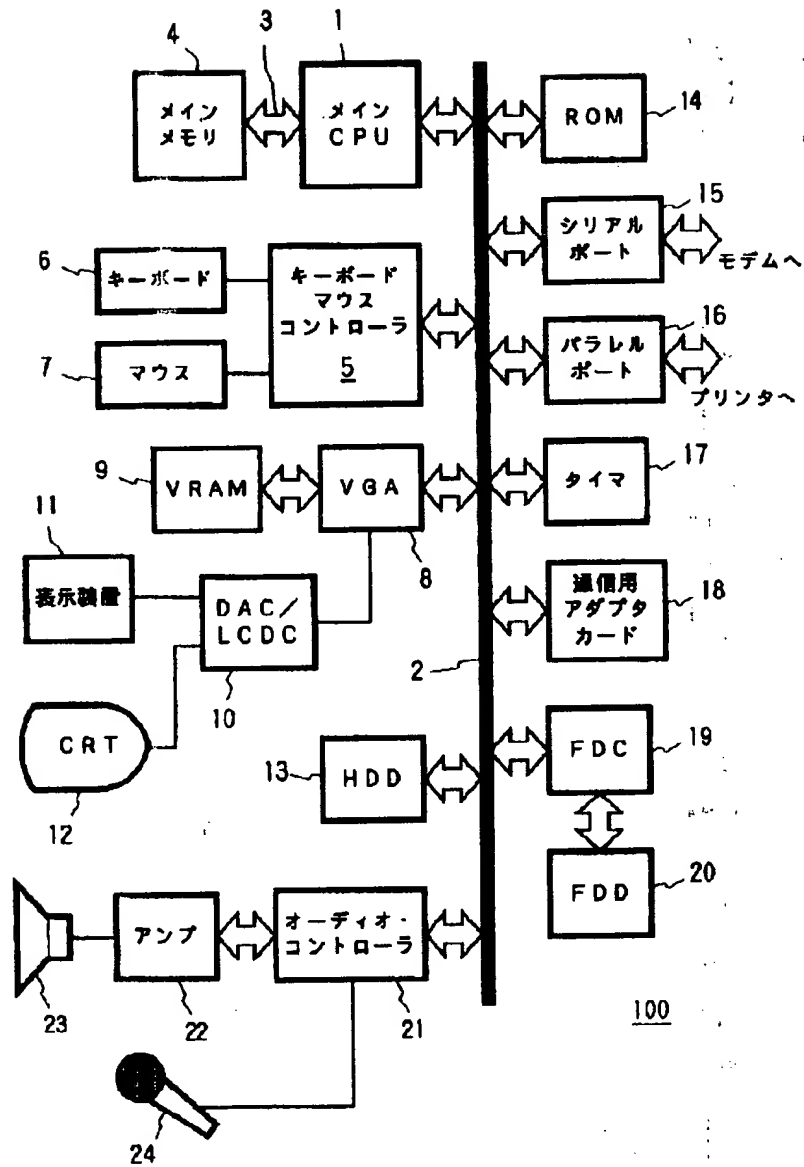 4
3
1
メイン
メモリ
メイン
CPU
ROM
14
15
シリアル
ポート
モデムへ
6
キーボード
キーボード
マウス
コントローラ
5
7
マウス
16
パラレル
ポート
プリンタへ
9
VRAM
VGA
8
タイマ
17
11
表示装置
DAC/
LCDC
10
通信用
アダプタ
カード
18
2
CRT
12
13
HDD
FDC
19
FDD
20
アンプ
22
オーディオ・
コントローラ
21
23
24
100